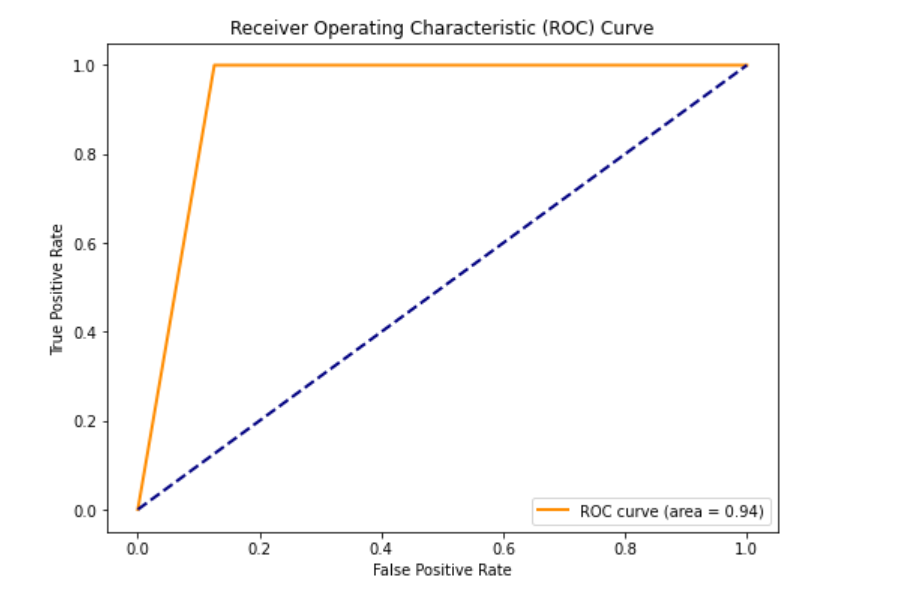 Receiver Operating Characteristic (ROC) Curve
1.0
0.8
0.6
0.4
0.2
0.0
True Positive Rate
ROC curve (area = 0.94)
0.0 0.2 0.4 0.6 0.8 1.0
False Positive Rate